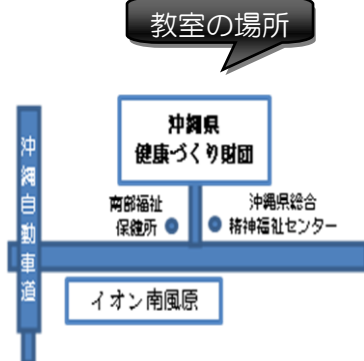 教室の場所
沖縄県
健康づくり財団
沖縄自動車道
南部福祉
保健所
沖縄県総合
精神福祉センター
イオン南風原